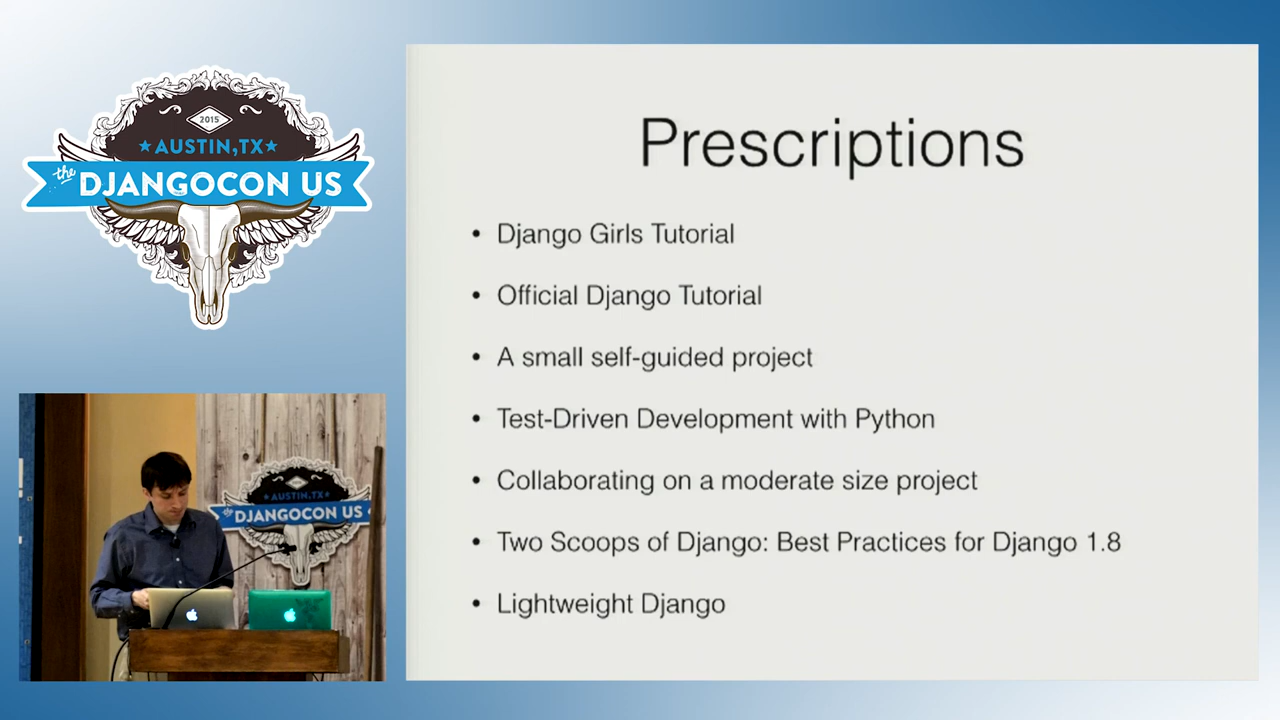 2015
AUSTIN, TX
the
DJANGOCON US
Prescriptions
• Django Girls Tutorial
• Official Django Tutorial
• A small self-guided project
• Test-Driven Development with Python
• Collaborating on a moderate size project
• Two Scoops of Django: Best Practices for Django 1.8
• Lightweight Django
AUSTIN, TX
the
DJANGOCON US